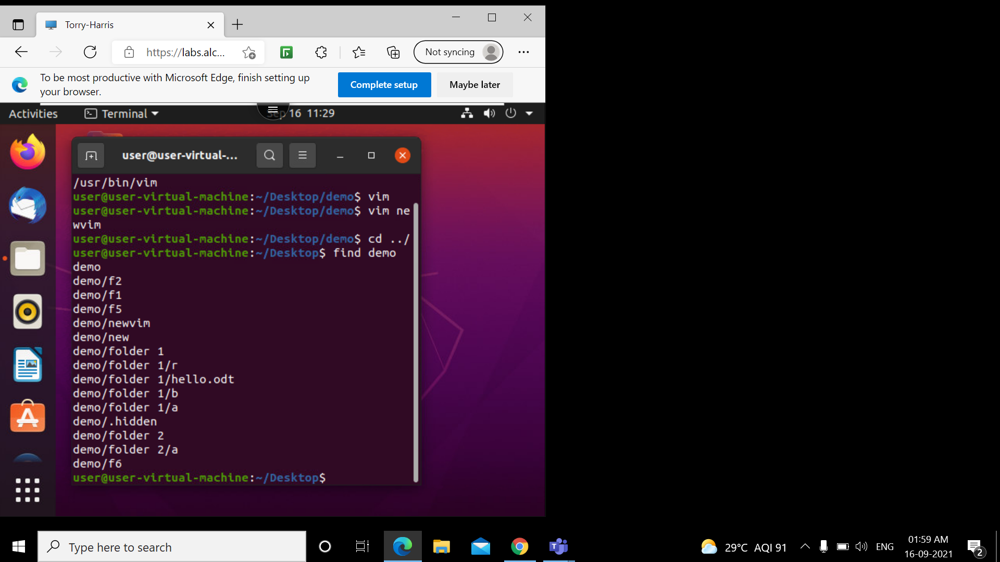 Torry-Harris
https://labs.alc...
Not syncing
To be most productive with Microsoft Edge, finish setting up
your browser.
Complete setup
Maybe later
Activities
Terminal
Sep 16 11:29
user@user-virtual-...
/usr/bin/vim
user@user-virtual-machine:~/Desktop/demo$ vim
user@user-virtual-machine:~/Desktop/demo$ vim ne
wvim
user@user-virtual-machine:~/Desktop/demo$ cd ../
user@user-virtual-machine:~/Desktop$ find demo
demo
demo/f2
demo/f1
demo/f5
demo/newvim
demo/new
demo/folder 1
demo/folder 1/r
demo/folder 1/hello.odt
demo/folder 1/b
demo/folder 1/a
demo/.hidden
demo/folder 2
demo/folder 2/a
demo/f6
user@user-virtual-machine:~/Desktop$
Type here to search
29°C AQI 91
ENG
01:59 AM
16-09-2021
2